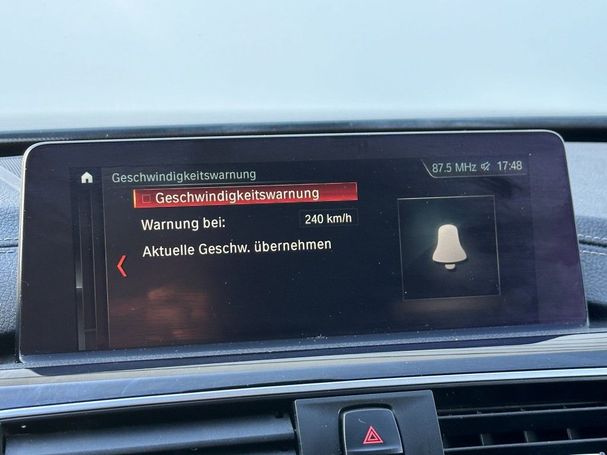 Geschwindigkeitswarnung
87.5 MHz 17:48
Geschwindigkeitswarnung
Warnung bei: 240 km/h
Aktuelle Geschw. übernehmen